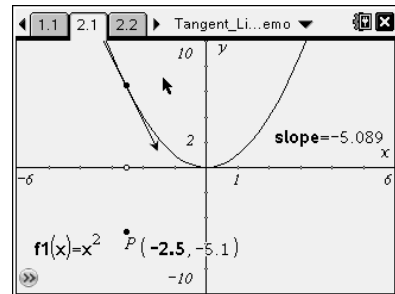 1.1 2.1 2.2 Tangent_Li...emo
10 y
2
slope=-5.089
x
-6 1 6
f1(x)=x² P (-2.5, -5.1)
-10